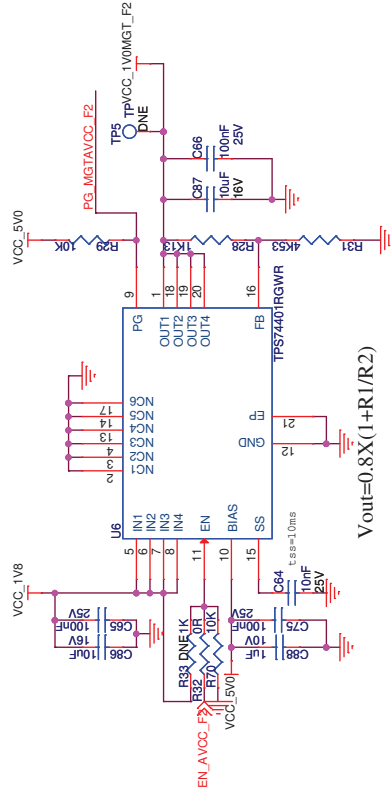 VCC_1V8
C86
10uF
16V
C65
100nF
25V
R33
DNE
1K
R32
0R
R70
10K
EN_AVCC_F2
VCC_5V0
C88
1uF
10V
C75
100nF
25V
C64
10nF
25V
tss=10ms
U6
5
IN1
6
IN2
7
IN3
8
IN4
11
EN
10
BIAS
15
SS
2
NC1
3
NC2
4
NC3
13
NC4
14
NC5
17
NC6
12
GND
21
EP
PG
9
OUT1
1
OUT2
18
OUT3
19
OUT4
20
FB
16
TPS74401RGWR
VCC_5V0
R29
10K
PG_MGTAVCC_F2
1K13
R28
4K53
R31
C87
10uF
16V
C66
100nF
25V
TP5
TP
DNE
VCC_1V0MGT_F2
Vout=0.8X(1+R1/R2)